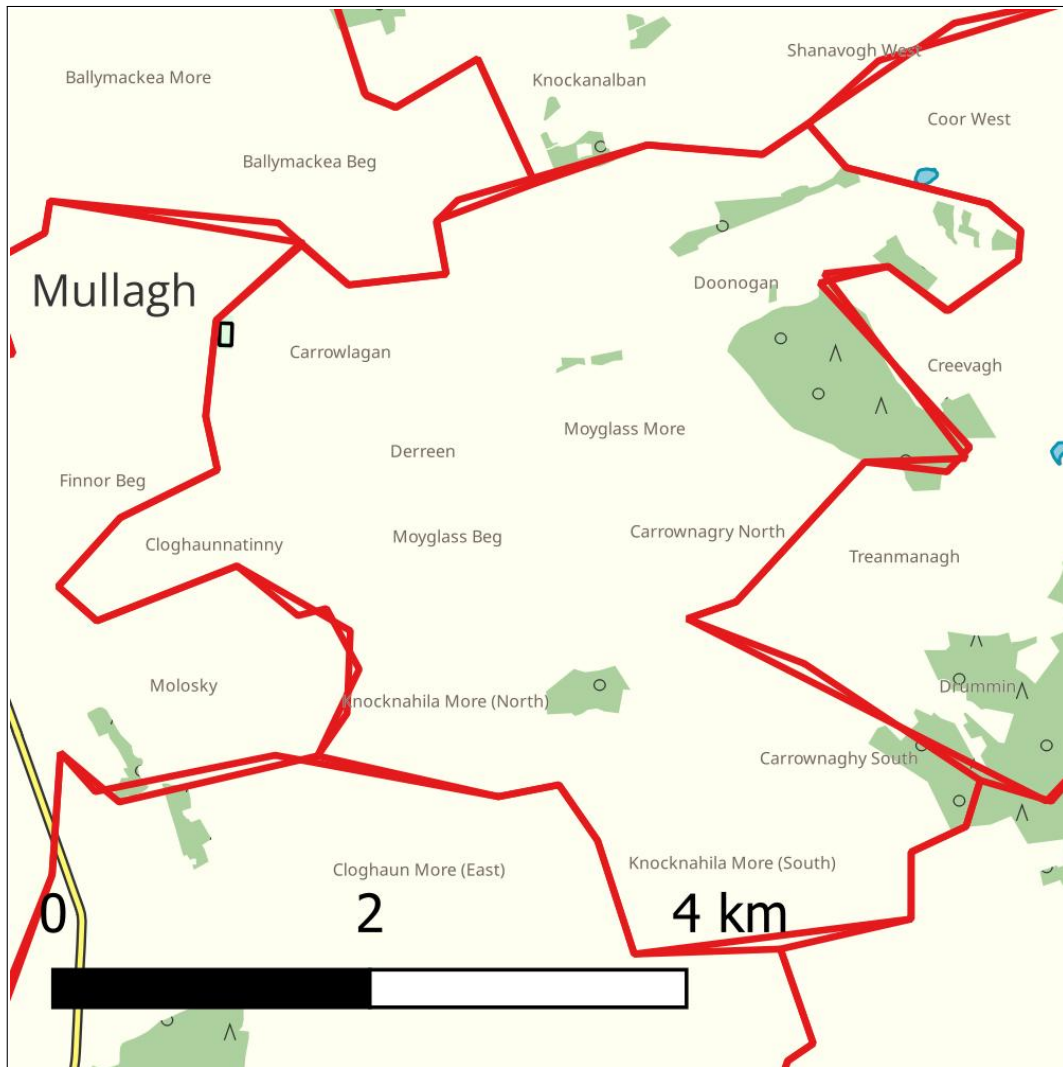 Shanavogh West
Ballymackea More
Knockanalban
Coor West
Ballymackea Beg
Mullagh
Doonogan
Carrowlagan
Creevagh
Moyglass More
Derreen
Finnor Beg
Carrownagry North
Moyglass Beg
Cloghaunnatinny
Treanmanagh
Molosky
Drummin
Knocknahila More (North)
Carrownaghy South
Knocknahila More (South)
Cloghaun More (East)
0 2 4 km